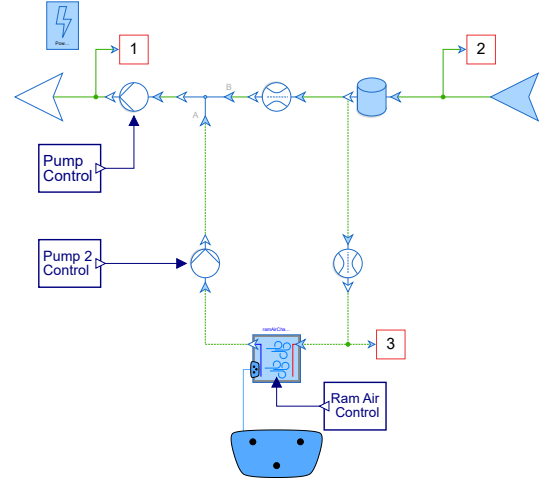 Pow...
1
2
B
A
Pump
Control
Pump 2
Control
ramAirCha...
3
Ram Air
Control